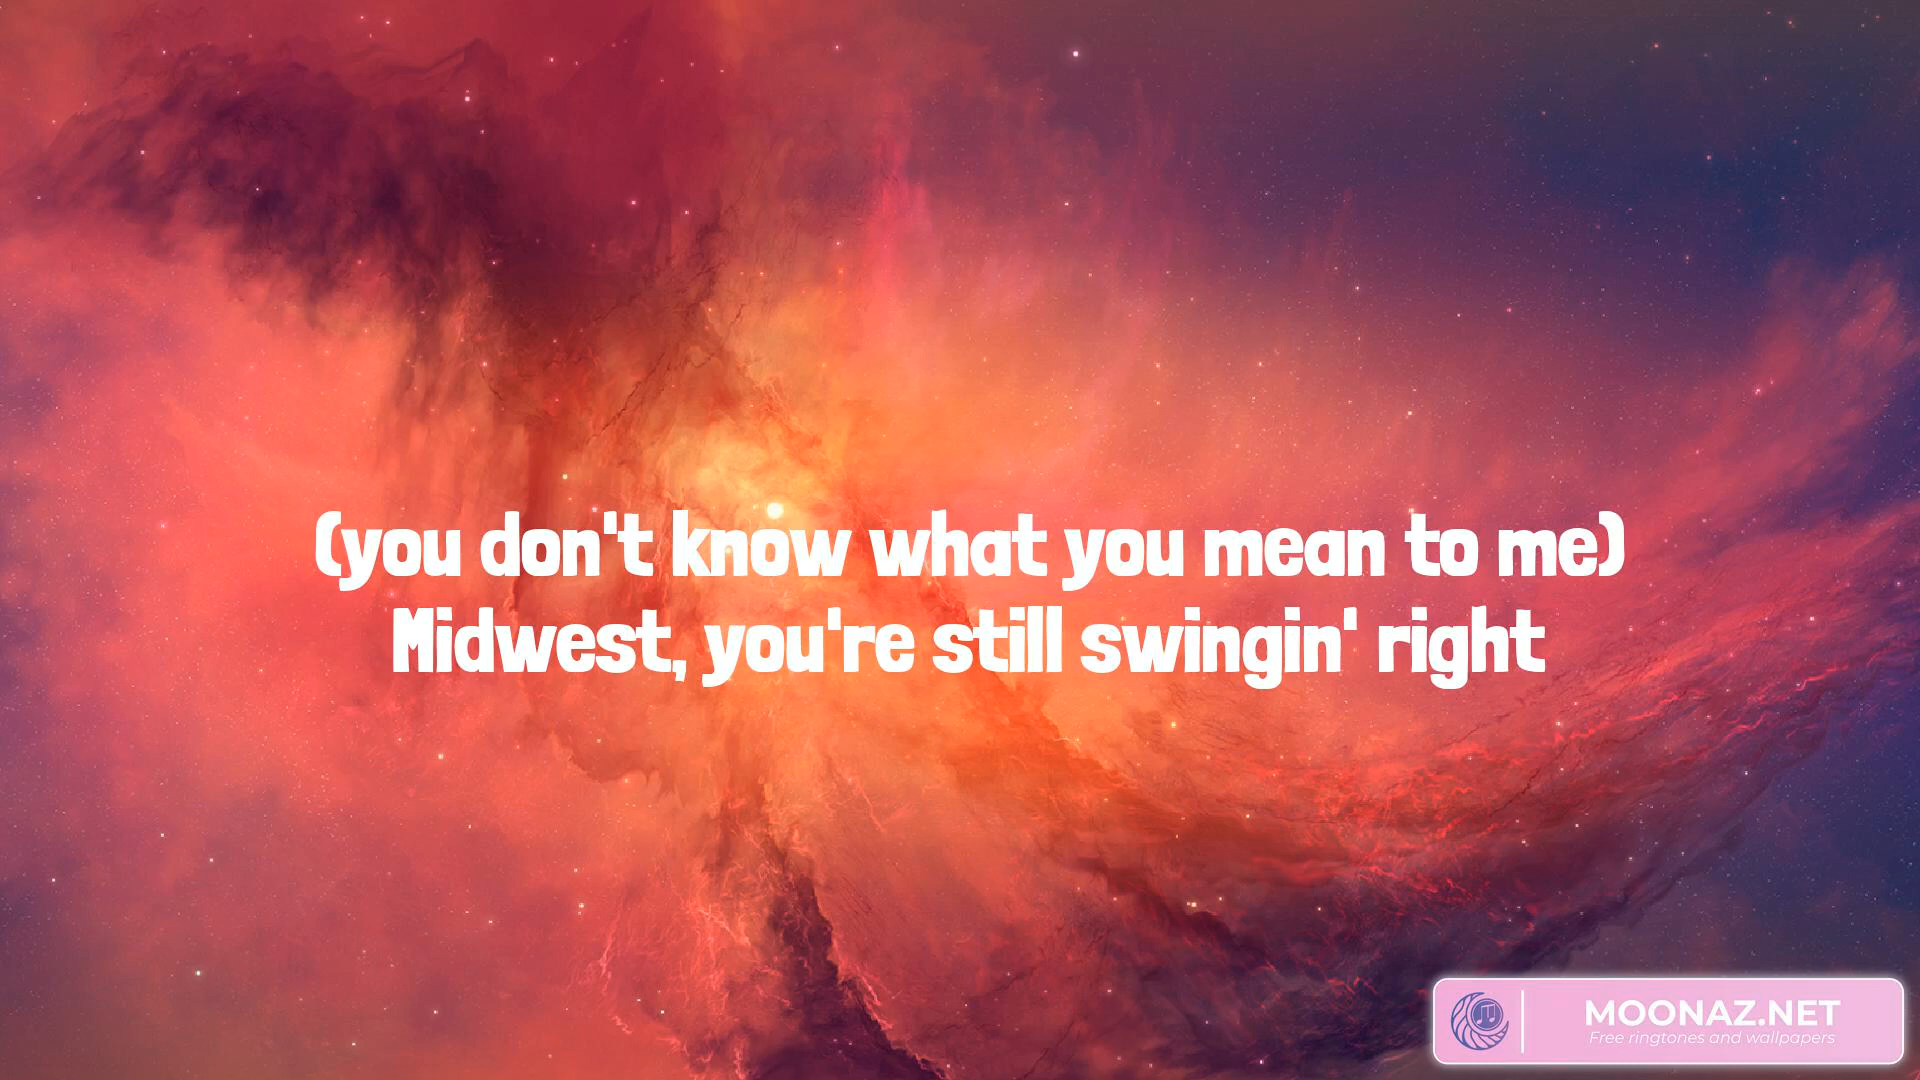 (you don't know what you mean to me)
Midwest, you're still swingin' right
MOONAZ.NET
Free ringtones and wallpapers